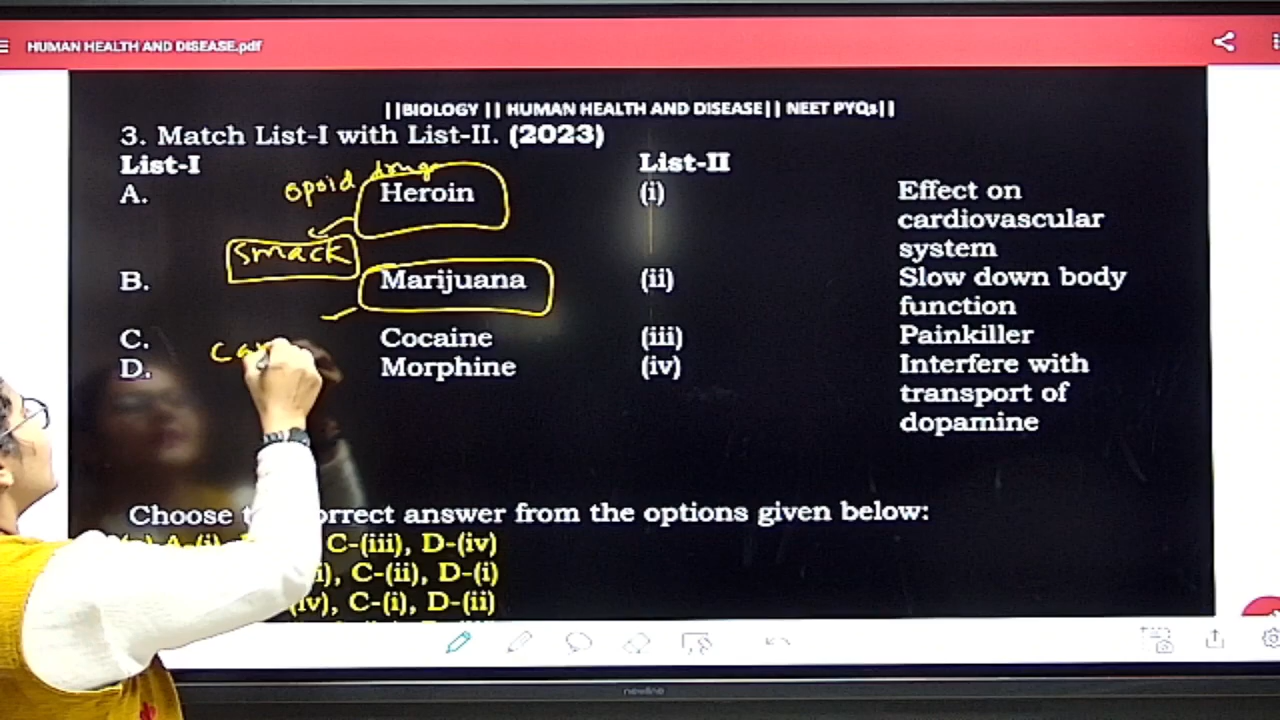 HUMAN HEALTH AND DISEASE.pdf
||BIOLOGY || HUMAN HEALTH AND DISEASE|| NEET PYQs||
3. Match List-I with List-II. (2023)
List-I List-II
opoid drugs
A. Heroin (i) Effect on
cardiovascular
system
smack
B. Marijuana (ii) Slow down body
function
C. Cocaine (iii) Painkiller
D. Morphine (iv) Interfere with
transport of
dopamine
Choose correct answer from the options given below:
C-(iii), D-(iv)
C-(ii), D-(i)
(iv), C-(i), D-(ii)
newline